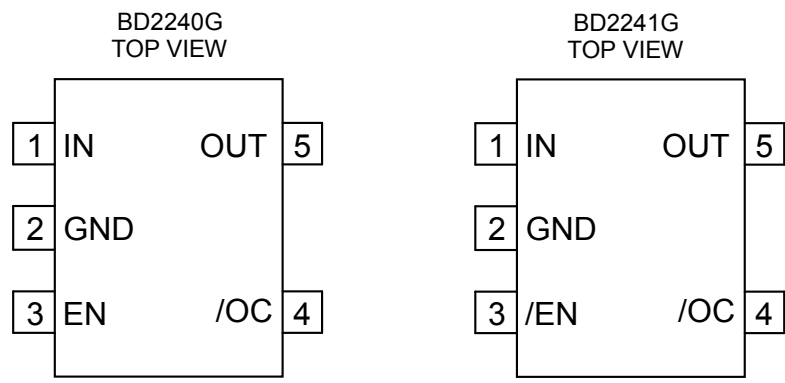 BD2240G
TOP VIEW
1 IN OUT 5
2 GND
3 EN /OC 4
BD2241G
TOP VIEW
1 IN OUT 5
2 GND
3 /EN /OC 4